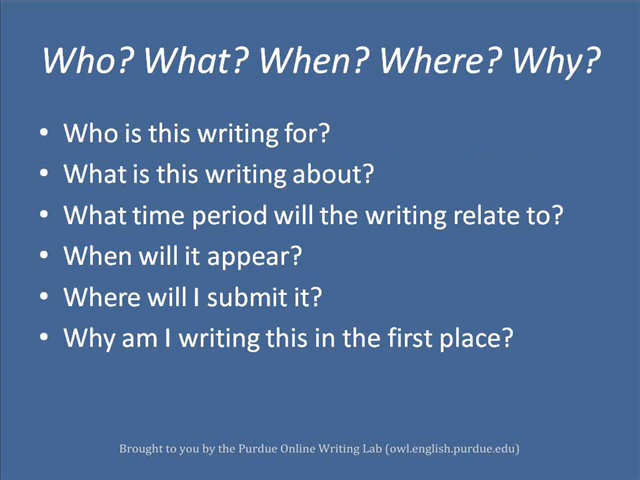 Who? What? When? Where? Why?
• Who is this writing for?
• What is this writing about?
• What time period will the writing relate to?
• When will it appear?
• Where will I submit it?
• Why am I writing this in the first place?
Brought to you by the Purdue Online Writing Lab (owl.english.purdue.edu)